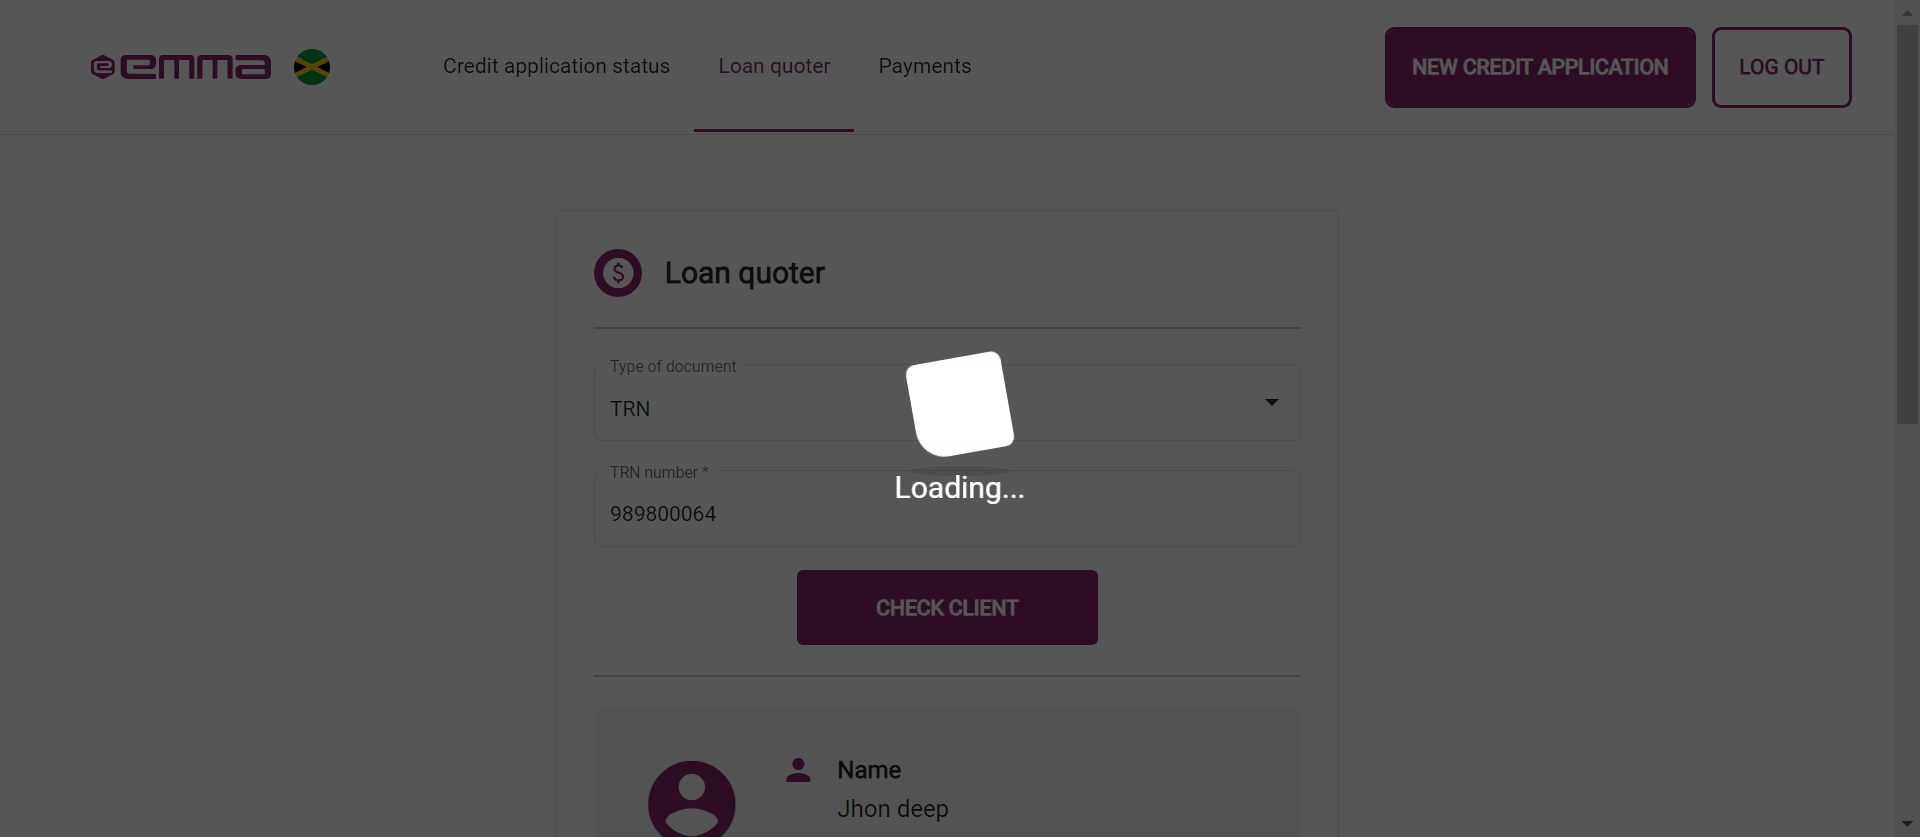 emma
Credit application status
Loan quoter
Payments
NEW CREDIT APPLICATION
LOG OUT
$ Loan quoter
Type of document
TRN
TRN number *
989800064
Loading...
CHECK CLIENT
Name
Jhon deep